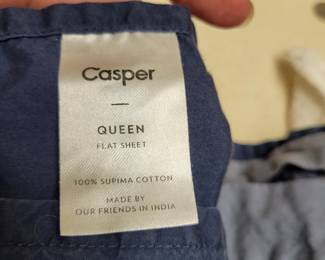 Casper
—
QUEEN
FLAT SHEET
100% SUPIMA COTTON
MADE BY
OUR FRIENDS IN INDIA